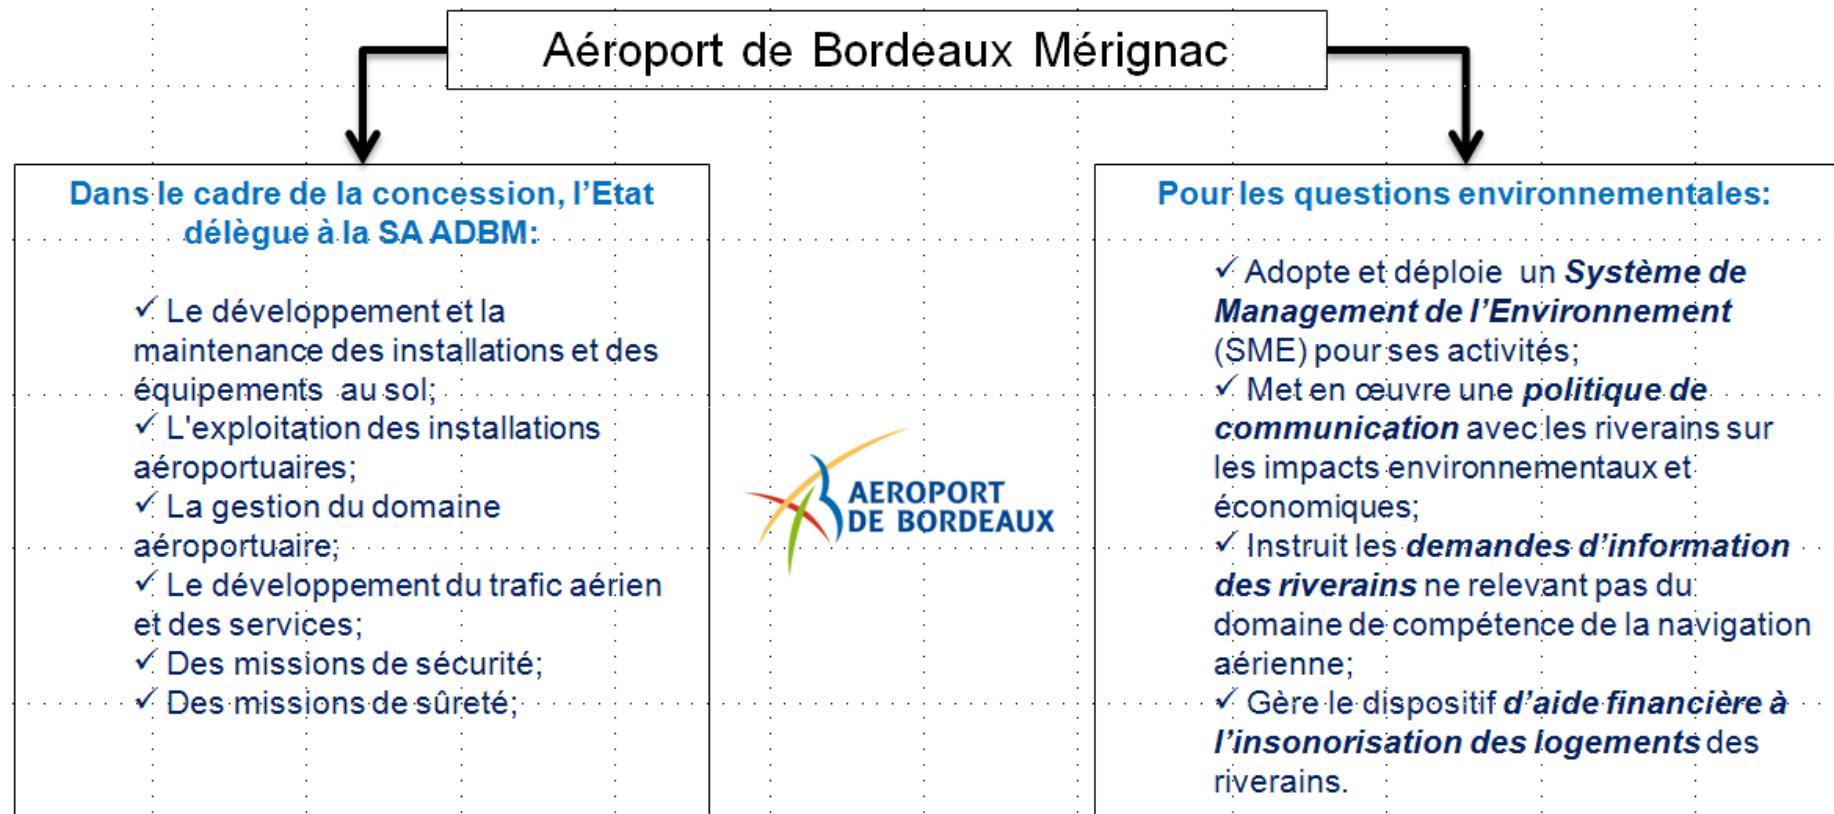 Aéroport de Bordeaux Mérignac
Dans le cadre de la concession, l’Etat
délègue à la SA ADBM:
✓ Le développement et la
maintenance des installations et des
équipements au sol;
✓ L'exploitation des installations
aéroportuaires;
✓ La gestion du domaine
aéroportuaire;
✓ Le développement du trafic aérien
et des services;
✓ Des missions de sécurité;
✓ Des missions de sûreté;
AEROPORT
DE BORDEAUX
Pour les questions environnementales:
✓ Adopte et déploie un Système de
Management de l’Environnement
(SME) pour ses activités;
✓ Met en œuvre une politique de
communication avec les riverains sur
les impacts environnementaux et
économiques;
✓ Instruit les demandes d’information
des riverains ne relevant pas du
domaine de compétence de la navigation
aérienne;
✓ Gère le dispositif d’aide financière à
l’insonorisation des logements des
riverains.